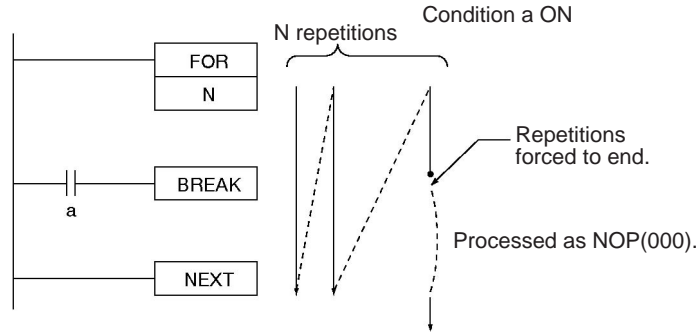 Condition a ON
N repetitions
FOR
N
Repetitions
forced to end.
BREAK
a
Processed as NOP(000).
NEXT